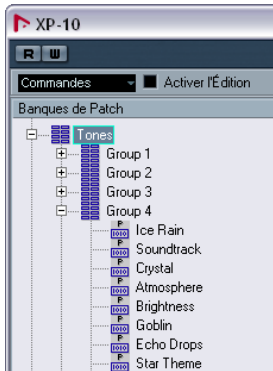 XP-10
R W
Commandes Activer l'Édition
Banques de Patch
Tones
Group 1
Group 2
Group 3
Group 4
P Ice Rain
P Soundtrack
P Crystal
P Atmosphere
P Brightness
P Goblin
P Echo Drops
P Star Theme